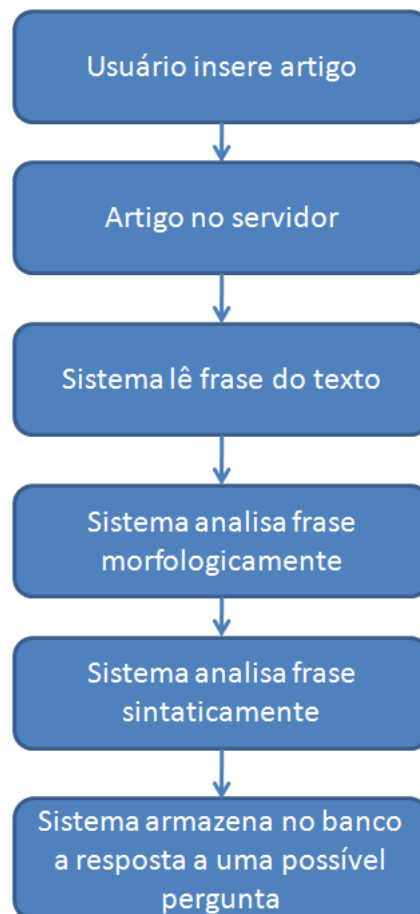 Usuário insere artigo
Artigo no servidor
Sistema lê frase do texto
Sistema analisa frase
morfologicamente
Sistema analisa frase
sintaticamente
Sistema armazena no banco
a resposta a uma possível
pergunta